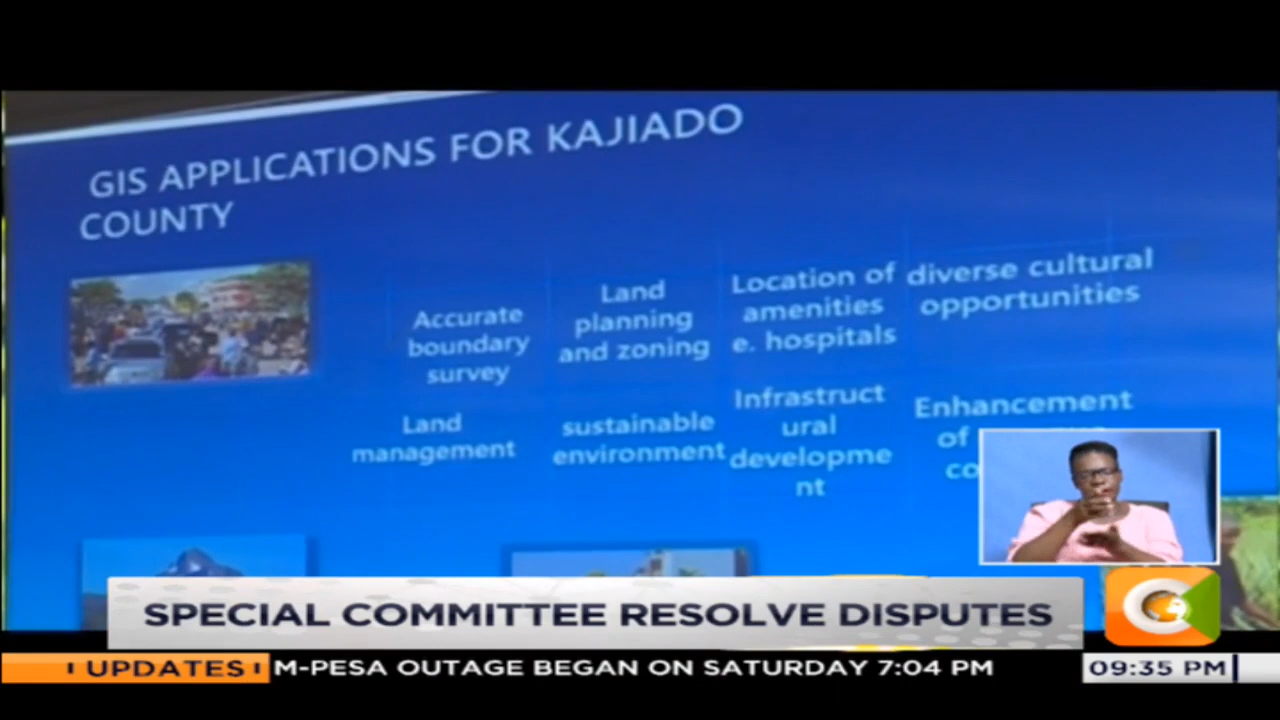 GIS APPLICATIONS FOR KAJIADO
COUNTY
Accurate
boundary
survey
Land
planning
and zoning
Location of
amenities
e. hospitals
diverse cultural
opportunities
Land
management
sustainable
environment
Infrastruct
ural
developme
nt
Enhancement
of
co
SPECIAL COMMITTEE RESOLVE DISPUTES
UPDATES
M-PESA OUTAGE BEGAN ON SATURDAY 7:04 PM
09:35 PM